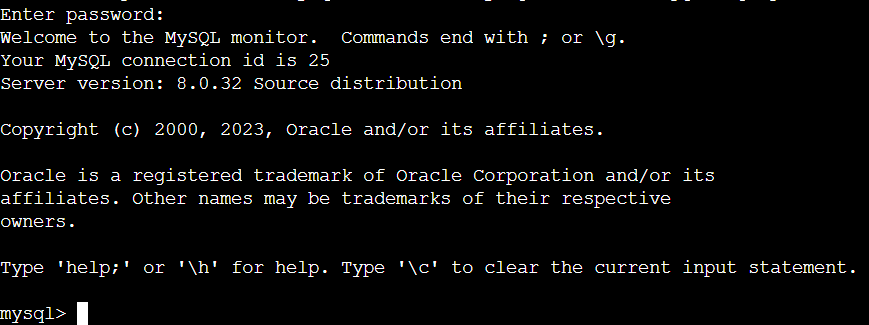 Enter password:
Welcome to the MySQL monitor.  Commands end with ; or \g.
Your MySQL connection id is 25
Server version: 8.0.32 Source distribution
Copyright (c) 2000, 2023, Oracle and/or its affiliates.
Oracle is a registered trademark of Oracle Corporation and/or its
affiliates. Other names may be trademarks of their respective
owners.
Type 'help;' or '\h' for help. Type '\c' to clear the current input statement.
mysql>